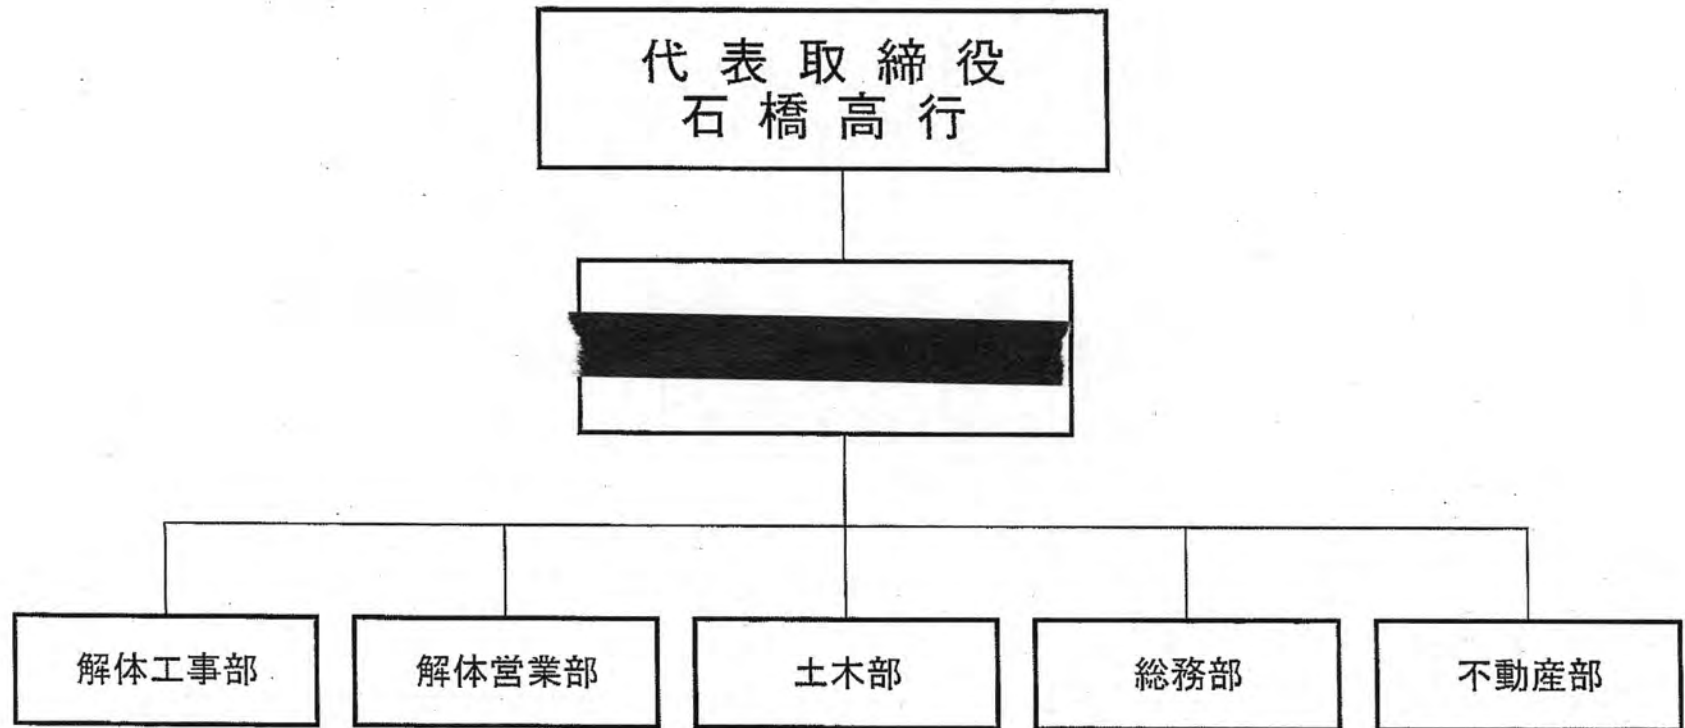 代表取締役
石橋高行
解体工事部
解体営業部
土木部
総務部
不動産部